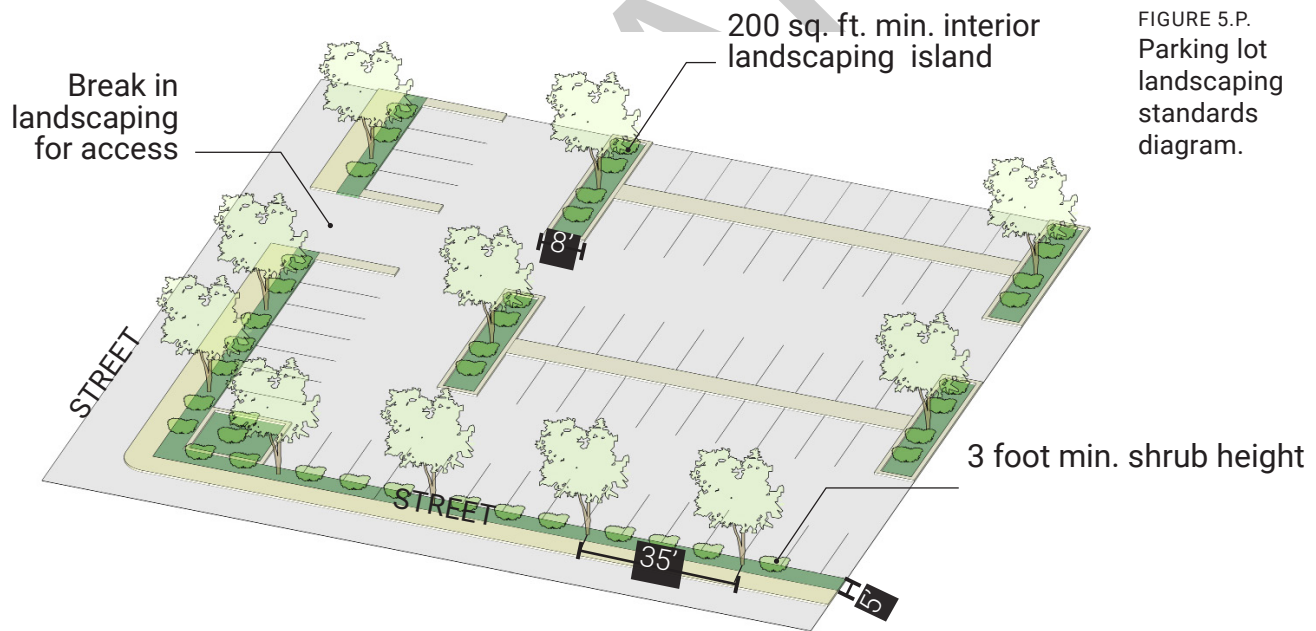 200 sq. ft. min. interior
landscaping island
FIGURE 5.P.
Parking lot
landscaping
standards
diagram.
Break in
landscaping
for access
8’
STREET
3 foot min. shrub height
STREET
35’
5’